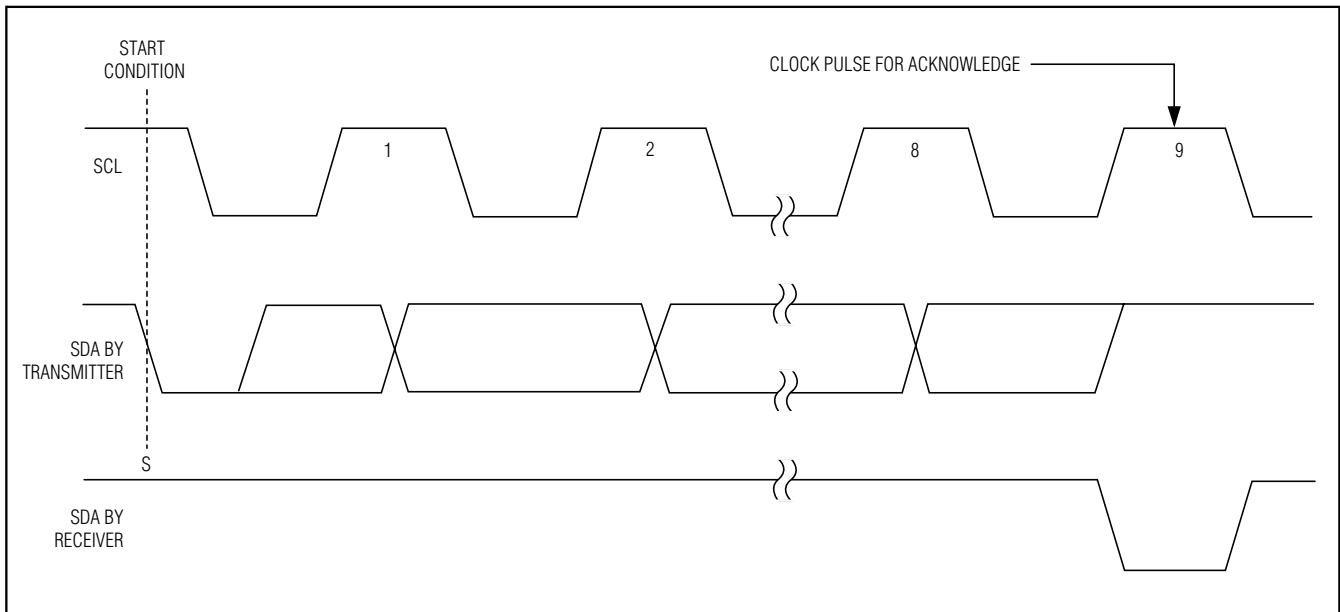 START
CONDITION
CLOCK PULSE FOR ACKNOWLEDGE
SCL
1
2
8
9
SDA BY
TRANSMITTER
S
SDA BY
RECEIVER